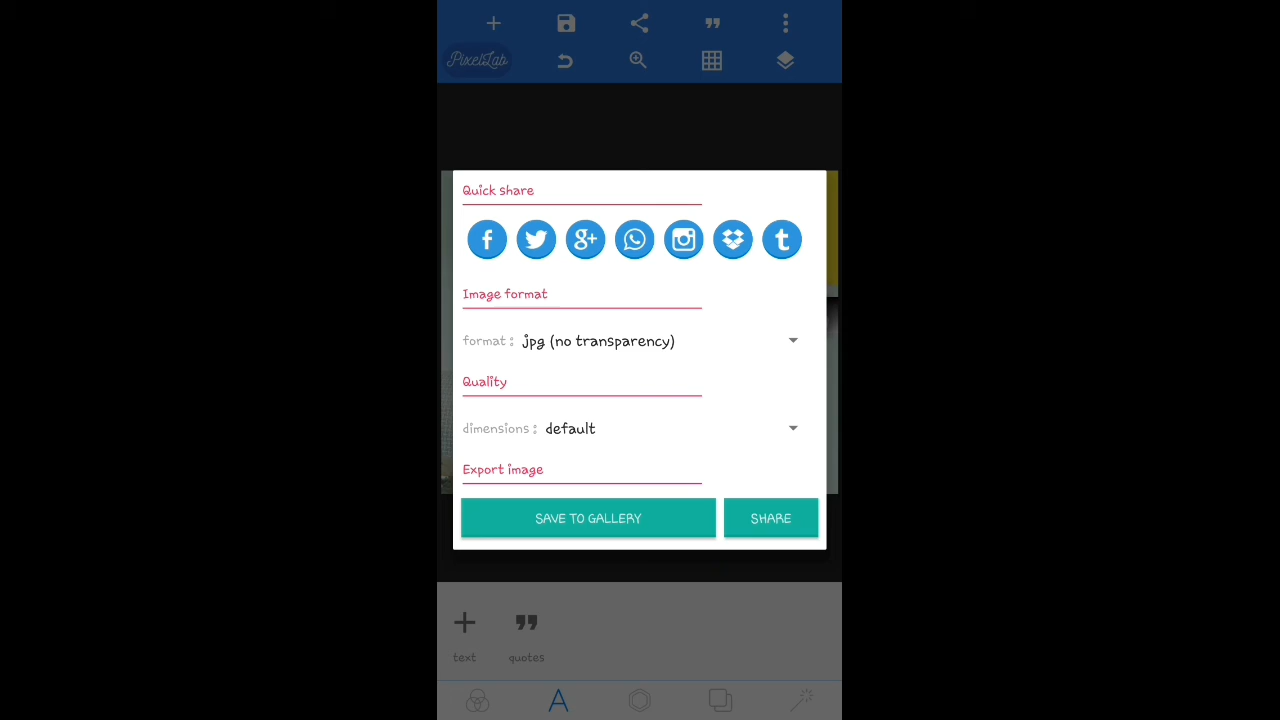 PixelLab
Quick share
Image format
format : jpg (no transparency)
Quality
dimensions : default
Export image
SAVE TO GALLERY SHARE
text quotes